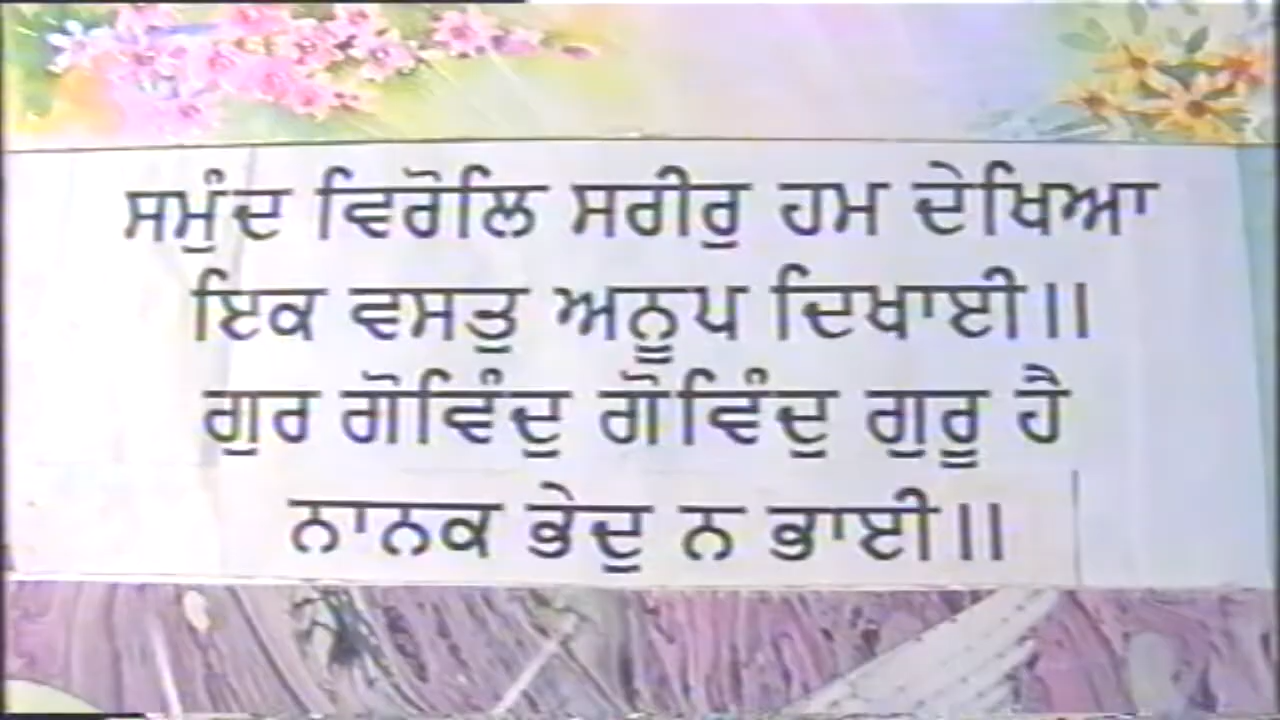 ਸਮੁੰਦ ਵਿਰੋਲਿ ਸਰੀਰੁ ਹਮ ਦੇਖਿਆ
ਇਕ ਵਸਤੁ ਅਨੂਪ ਦਿਖਾਈ॥
ਗੁਰ ਗੋਵਿੰਦੁ ਗੋਵਿੰਦੁ ਗੁਰੂ ਹੈ
ਨਾਨਕ ਭੇਦੁ ਨ ਭਾਈ॥